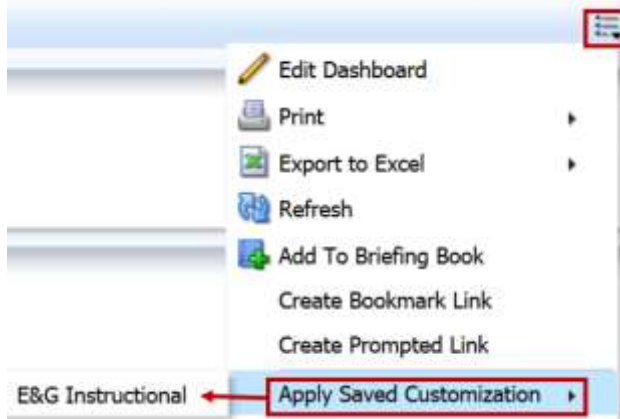 Edit Dashboard
Print
Export to Excel
Refresh
Add To Briefing Book
Create Bookmark Link
Create Prompted Link
E&G Instructional Apply Saved Customization